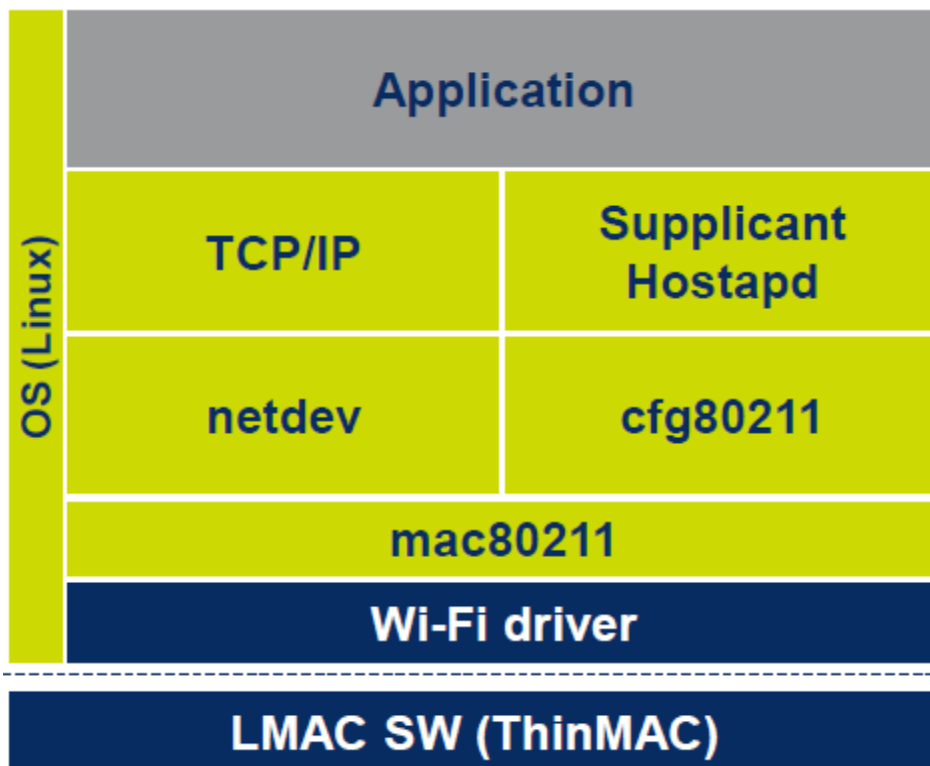 Application
OS (Linux)
TCP/IP
Supplicant
Hostapd
netdev
cfg80211
mac80211
Wi-Fi driver
LMAC SW (ThinMAC)